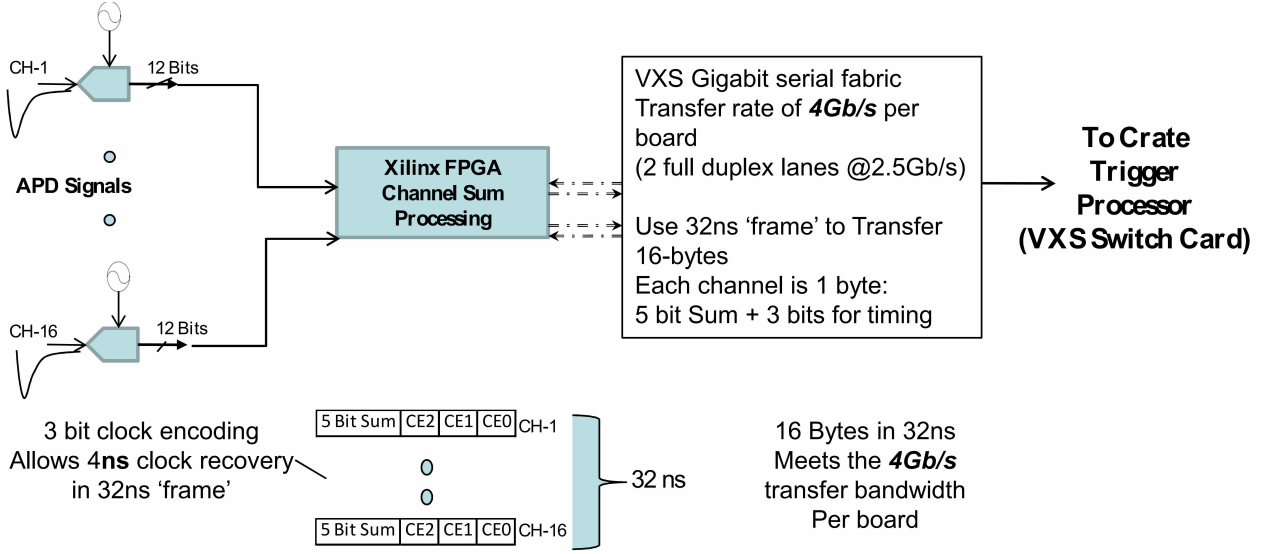 CH-1
12 Bits
APD Signals
CH-16
12 Bits
Xilinx FPGA
Channel Sum
Processing
VXS Gigabit serial fabric
Transfer rate of 4Gb/s per
board
(2 full duplex lanes @2.5Gb/s)
Use 32ns ‘frame’ to Transfer
16-bytes
Each channel is 1 byte:
5 bit Sum + 3 bits for timing
To Crate
Trigger
Processor
(VXS Switch Card)
3 bit clock encoding
Allows 4ns clock recovery
in 32ns ‘frame’
5 Bit Sum CE2 CE1 CE0 CH-1
5 Bit Sum CE2 CE1 CE0 CH-16
32 ns
16 Bytes in 32ns
Meets the 4Gb/s
transfer bandwidth
Per board